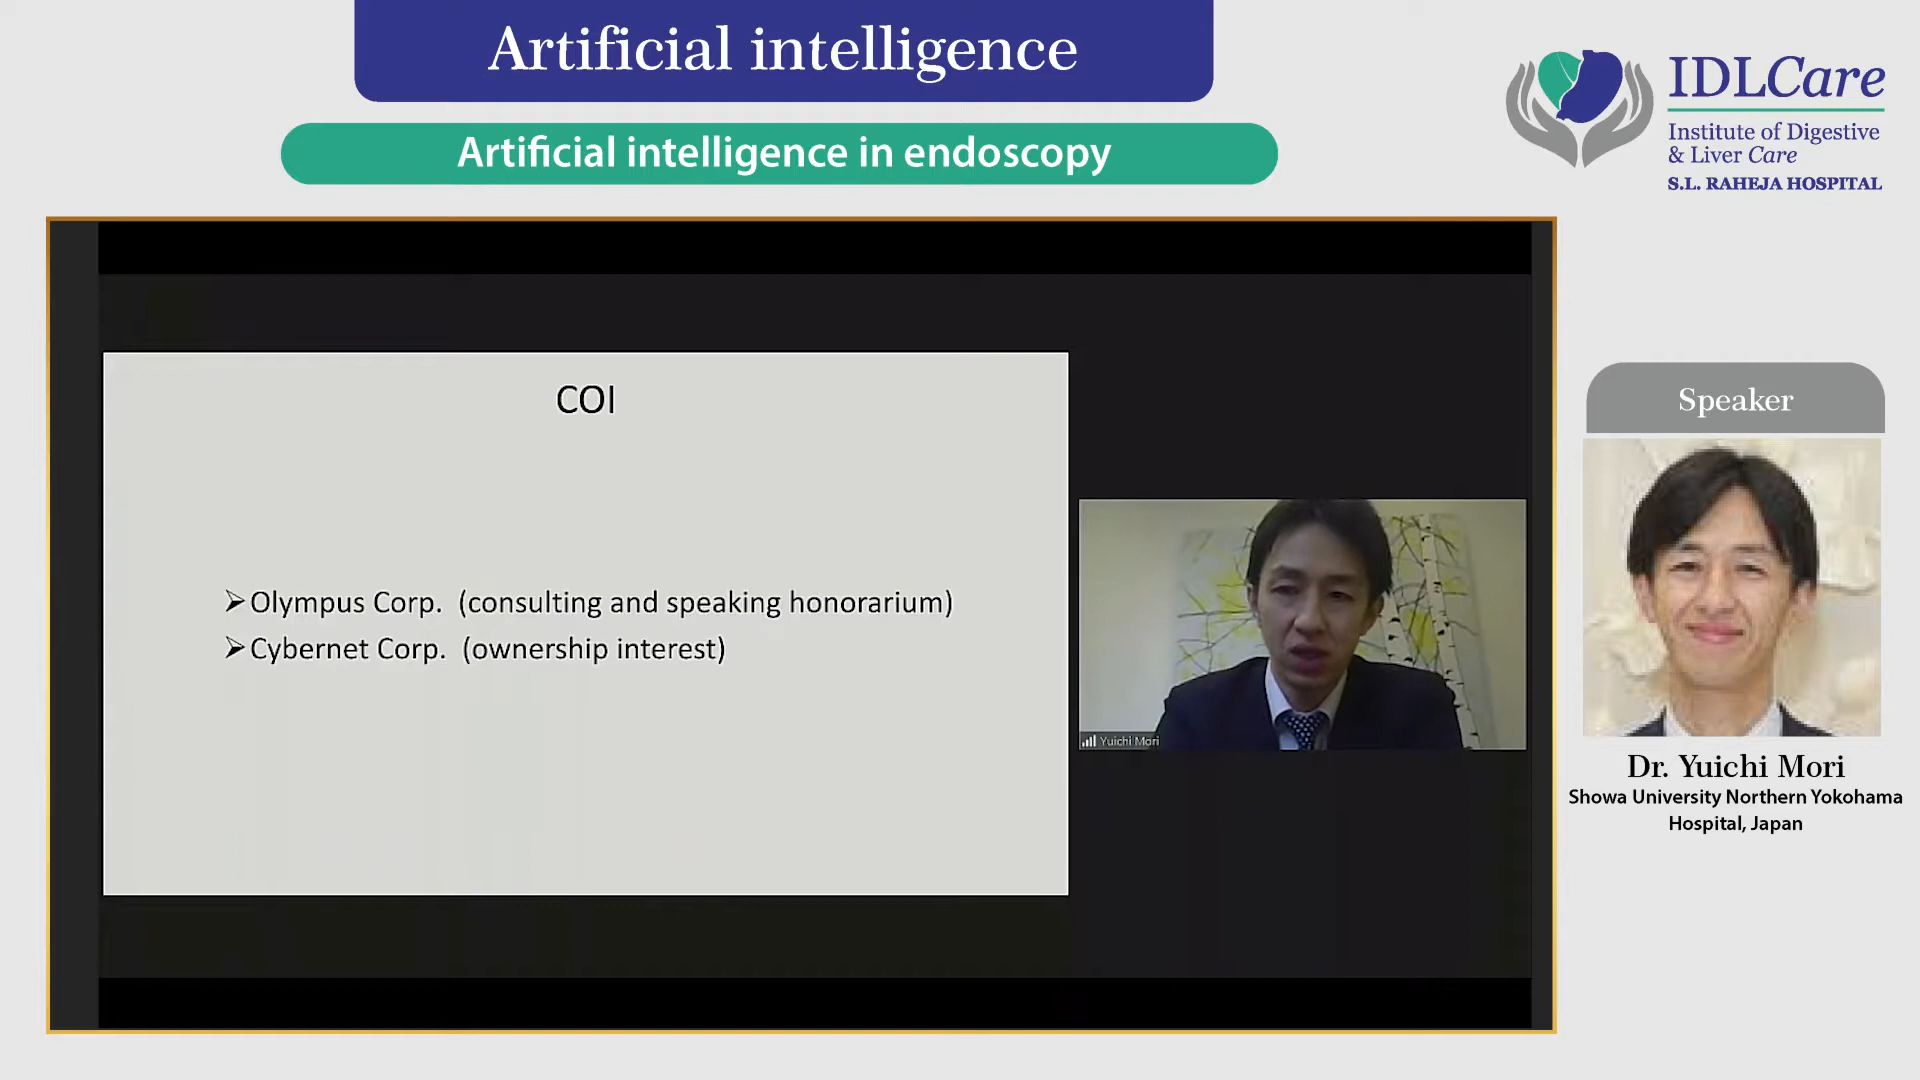 Artificial intelligence
Artificial intelligence in endoscopy
IDLCare
Institute of Digestive
& Liver Care
S.L. RAHEJA HOSPITAL
COI
➢Olympus Corp. (consulting and speaking honorarium)
➢Cybernet Corp. (ownership interest)
Yuichi Mori
Speaker
Dr. Yuichi Mori
Showa University Northern Yokohama
Hospital, Japan